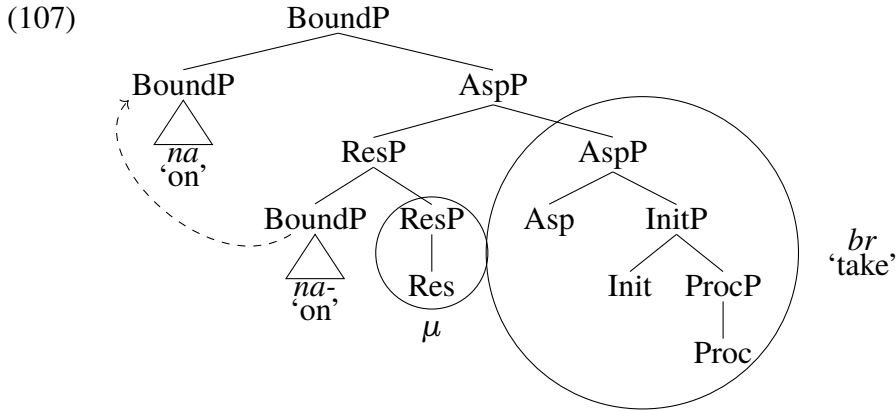 (107) BoundP
BoundP AspP
na
‘on’
ResP AspP
BoundP ResP Asp InitP
na-
‘on’
Res Init ProcP
μ
Proc
br
‘take’